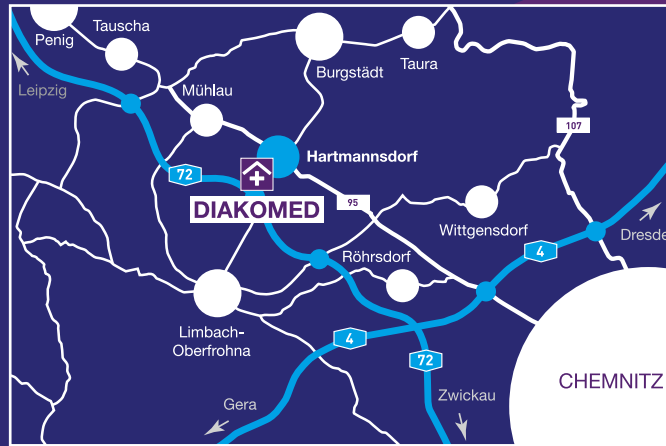 Tauscha
Penig
Burgstädt
Taura
Leipzig
Mühlau
107
Hartmannsdorf
72
95
DIAKOMED
Wittgensdorf
Dresde
4
Röhrsdorf
Limbach-
Oberfrohna
4
72
CHEMNITZ
Zwickau
Gera